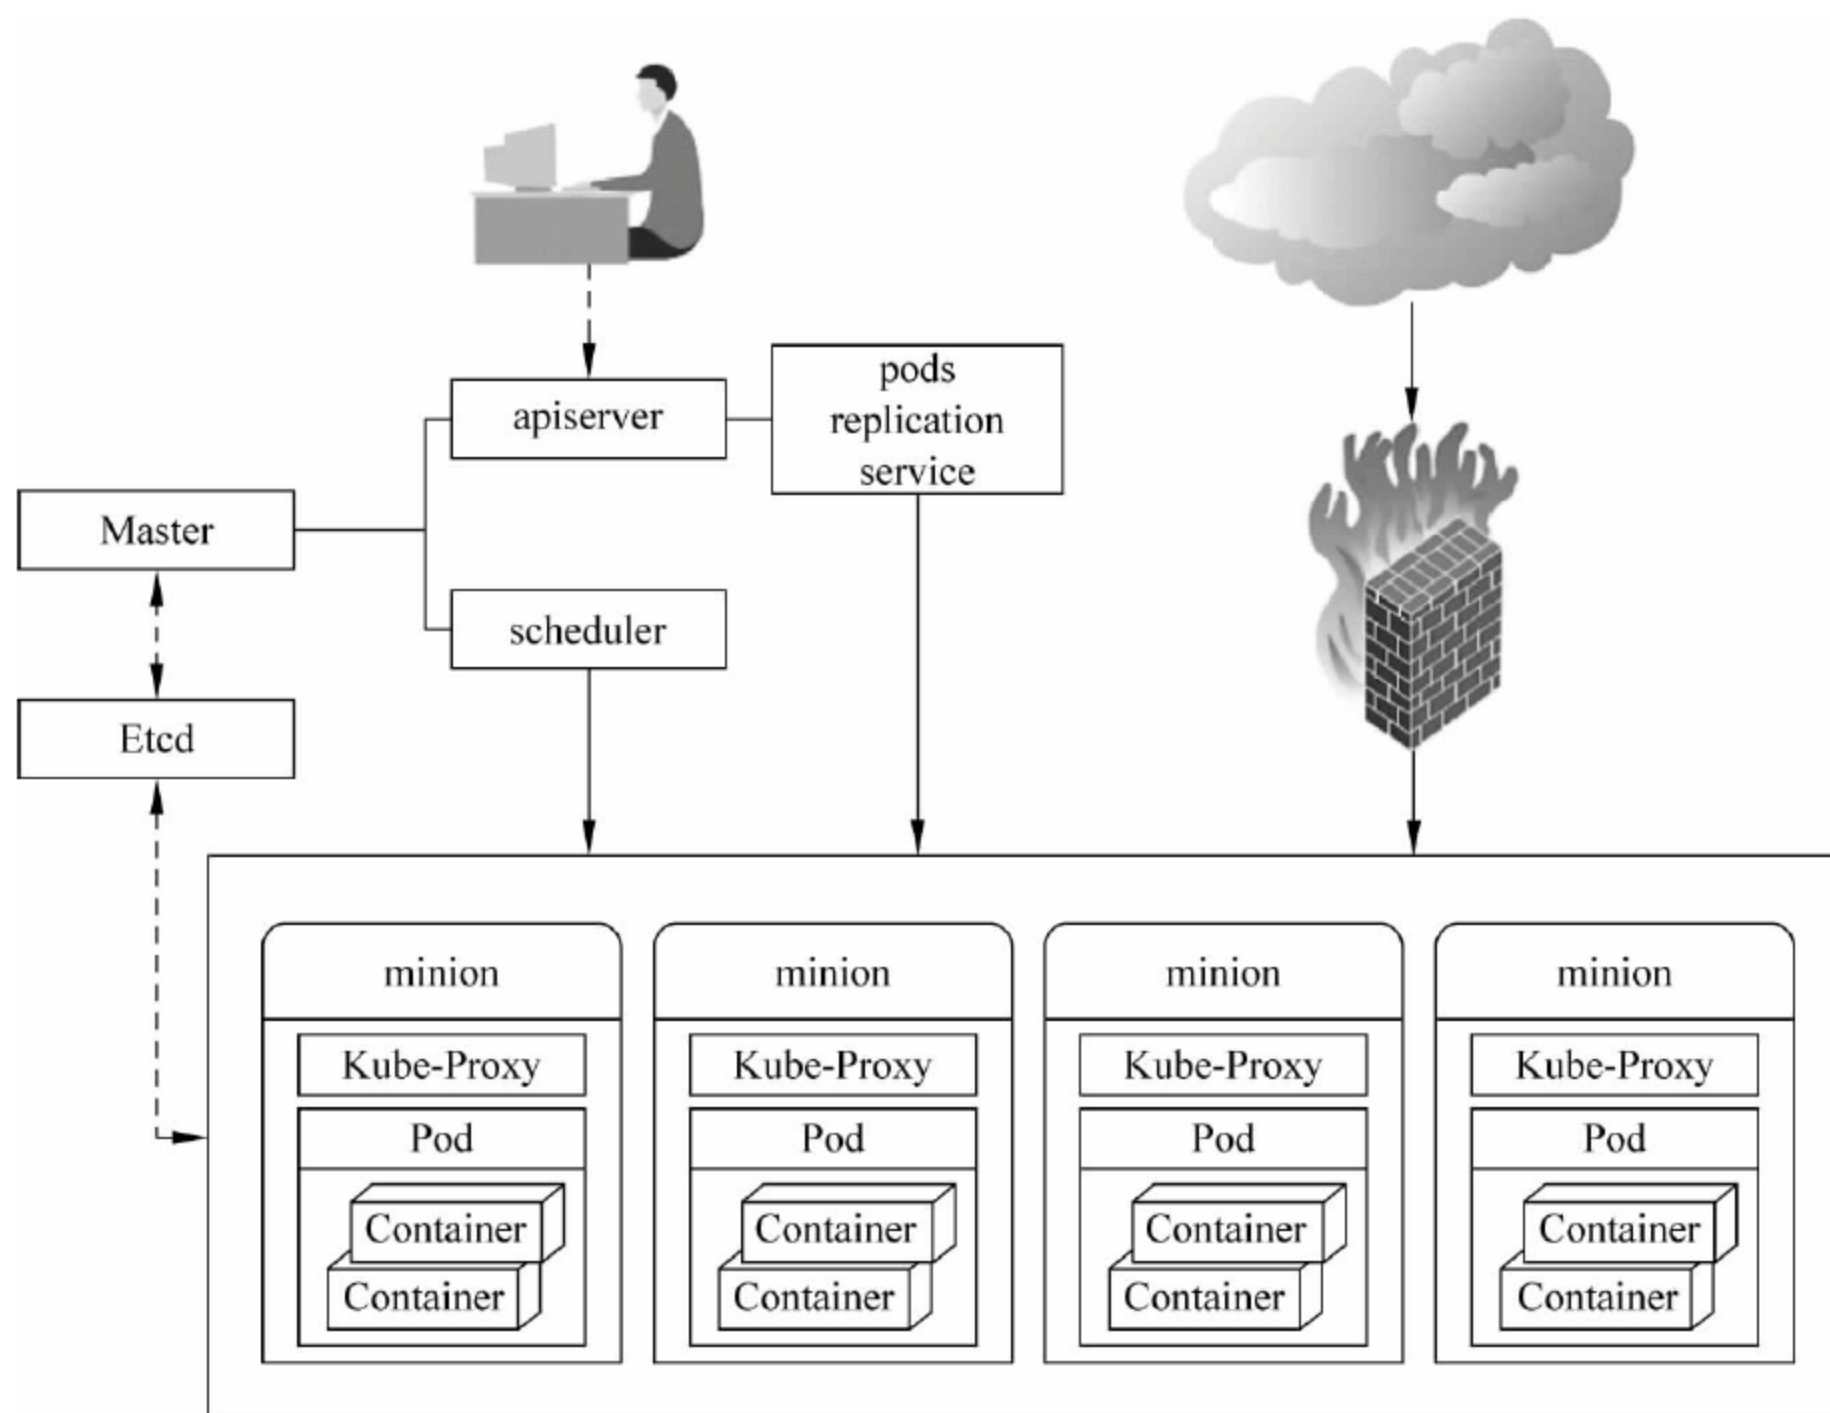 pods
replication
service
apiserver
Master
scheduler
Etcd
minion
minion
minion
minion
Kube-Proxy
Kube-Proxy
Kube-Proxy
Kube-Proxy
Pod
Pod
Pod
Pod
Container
Container
Container
Container
Container
Container
Container
Container